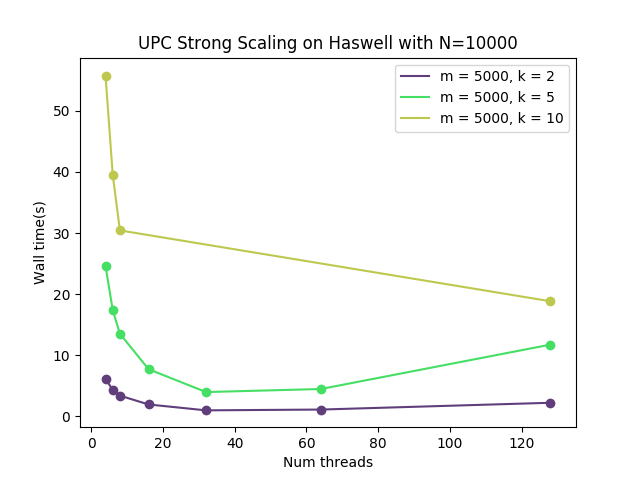 UPC Strong Scaling on Haswell with N=10000
m = 5000, k = 2
m = 5000, k = 5
m = 5000, k = 10
Wall time(s)
50
40
30
20
10
0
0 20 40 60 80 100 120
Num threads